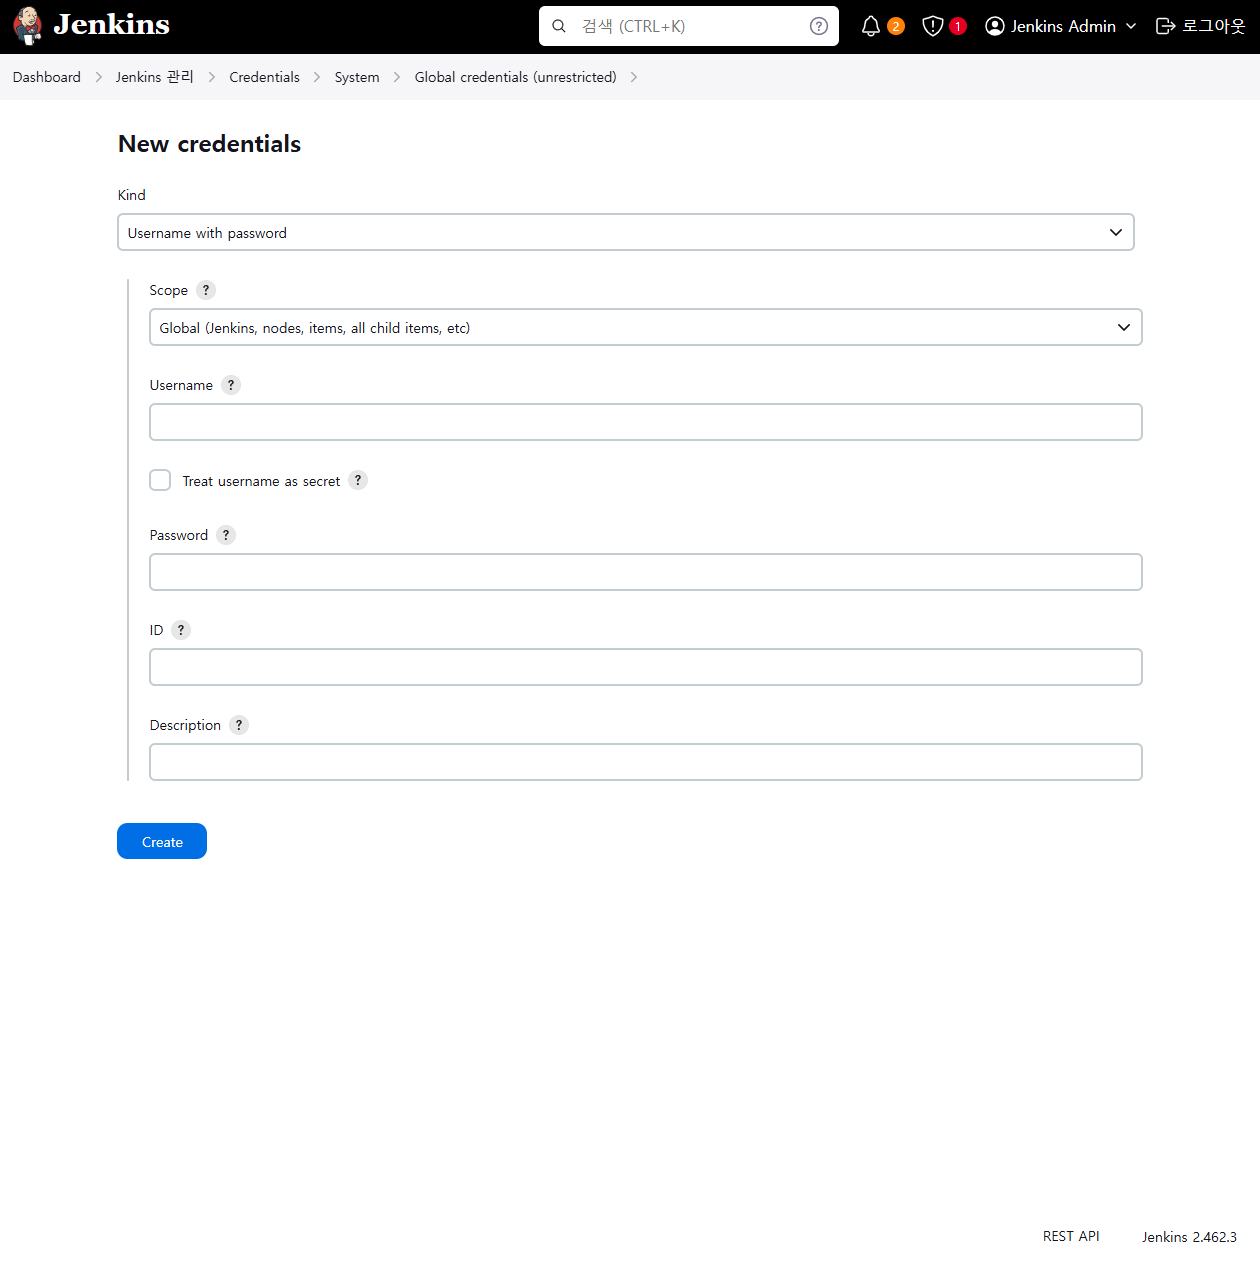 Jenkins
검색 (CTRL+K)
?
2
1
Jenkins Admin
로그아웃
Dashboard
Jenkins 관리
Credentials
System
Global credentials (unrestricted)
New credentials
Kind
Username with password
Scope ?
Global (Jenkins, nodes, items, all child items, etc)
Username ?
Treat username as secret ?
Password ?
ID ?
Description ?
Create
REST API
Jenkins 2.462.3